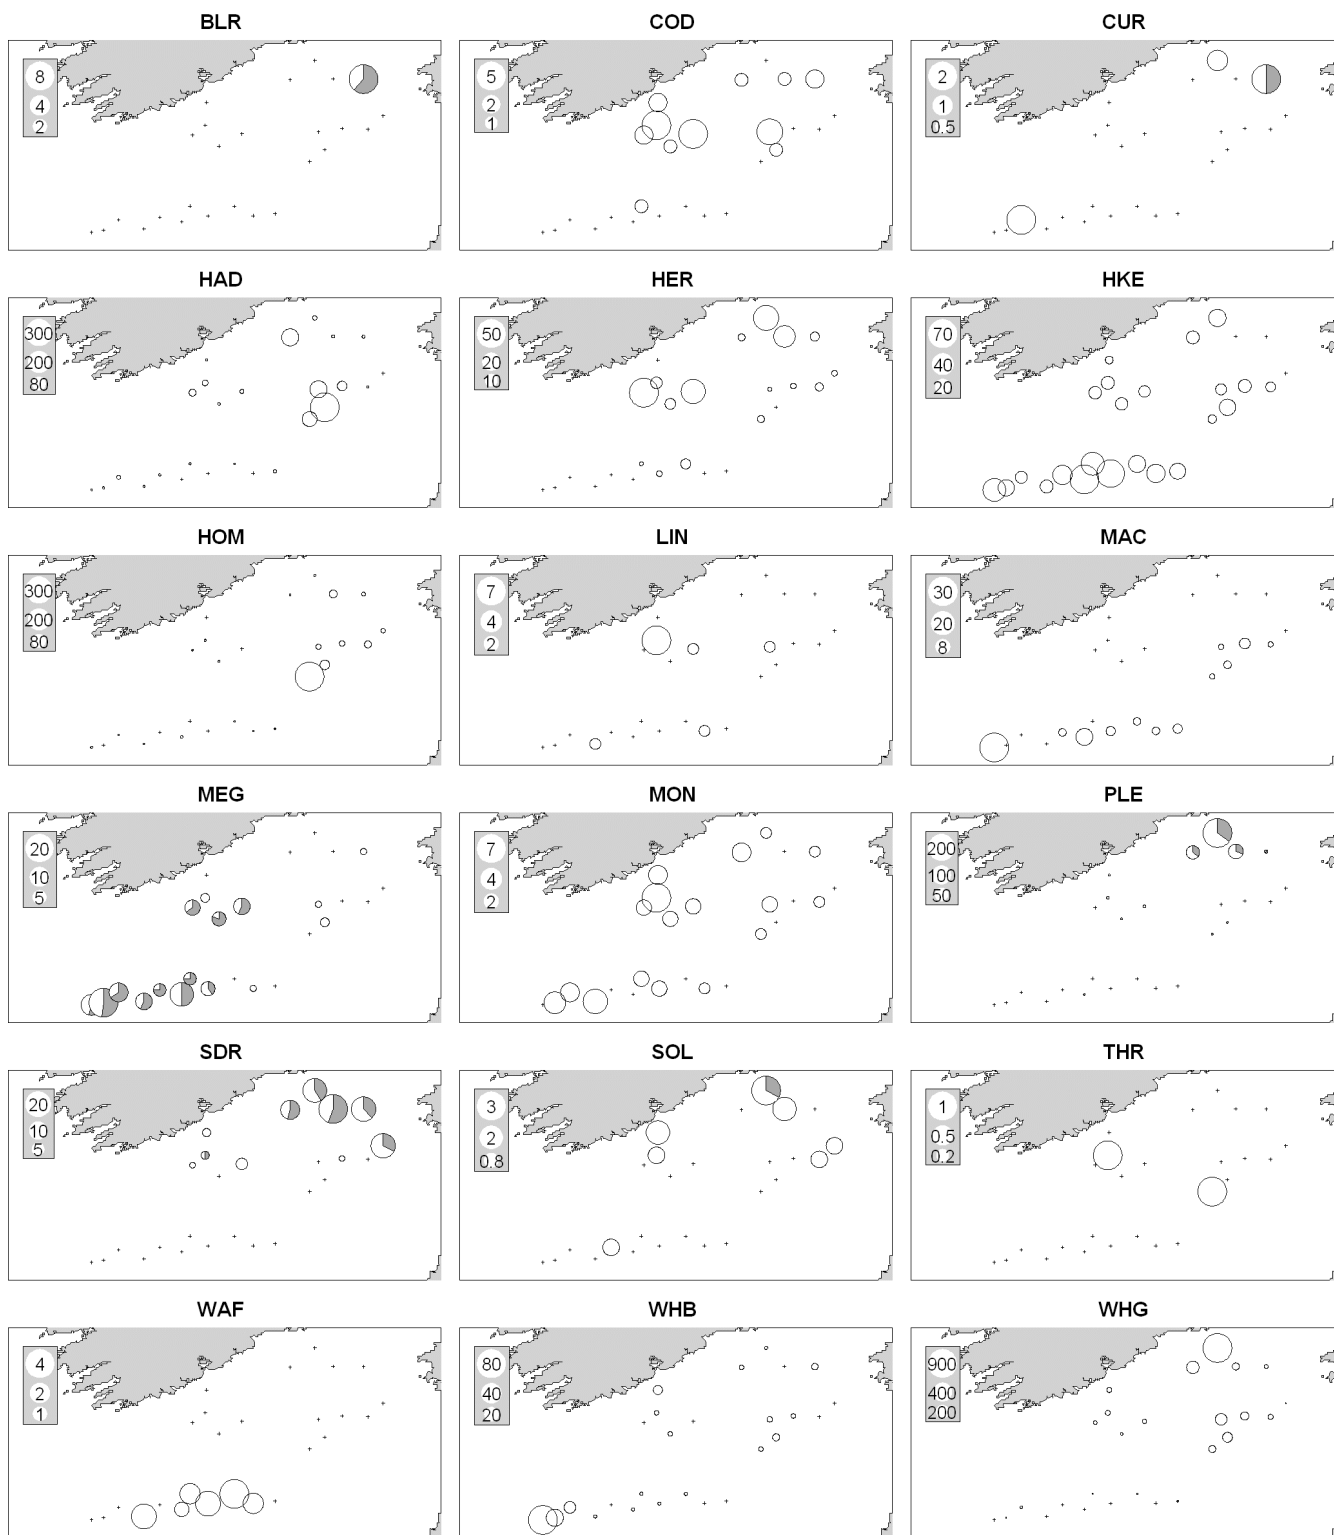 BLR COD CUR
8 5 2
4 2 1
2 1 0.5
HAD HER HKE
300 50 70
200 20 40
80 10 20
HOM LIN MAC
300 7 30
200 4 20
80 2 8
MEG MON PLE
20 7 200
10 4 100
5 2 50
SDR SOL THR
20 3 1
10 2 0.5
5 0.8 0.2
WAF WHB WHG
4 80 900
2 40 400
1 20 200